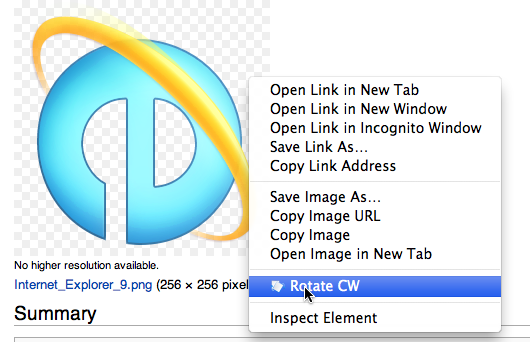 Open Link in New Tab
Open Link in New Window
Open Link in Incognito Window
Save Link As...
Copy Link Address
Save Image As...
Copy Image URL
Copy Image
Open Image in New Tab
Rotate CW
Inspect Element
No higher resolution available.
Internet_Explorer_9.png (256 × 256 pixel
Summary